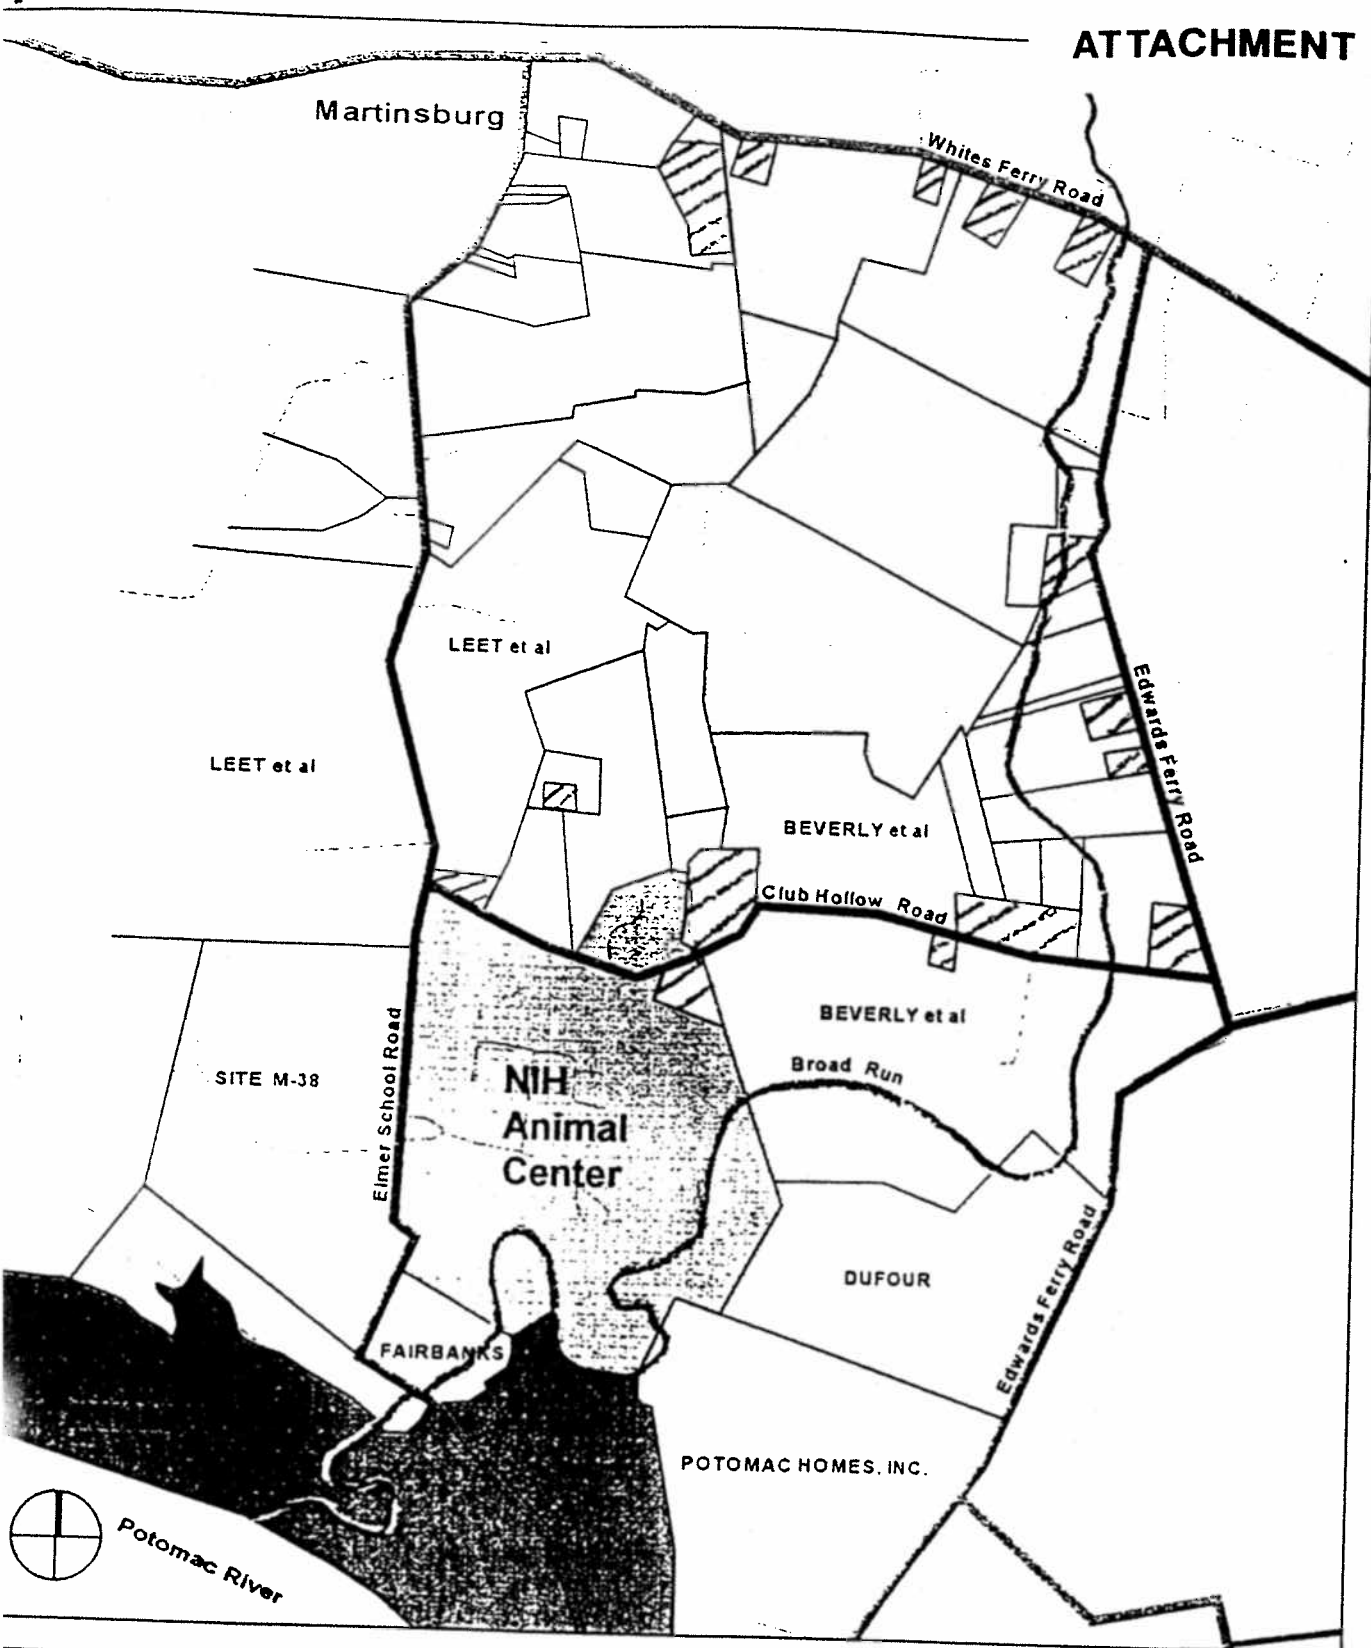 ATTACHMENT
Martinsburg
Whites Ferry Road
LEET et al
Edwards Ferry Road
LEET et al
BEVERLY et al
Club Hollow Road
BEVERLY et al
Elmer School Road
SITE M-38
Broad Run
NIH
Animal
Center
Edwards Ferry Road
DUFOUR
FAIRBANKS
POTOMAC HOMES, INC.
Potomac River